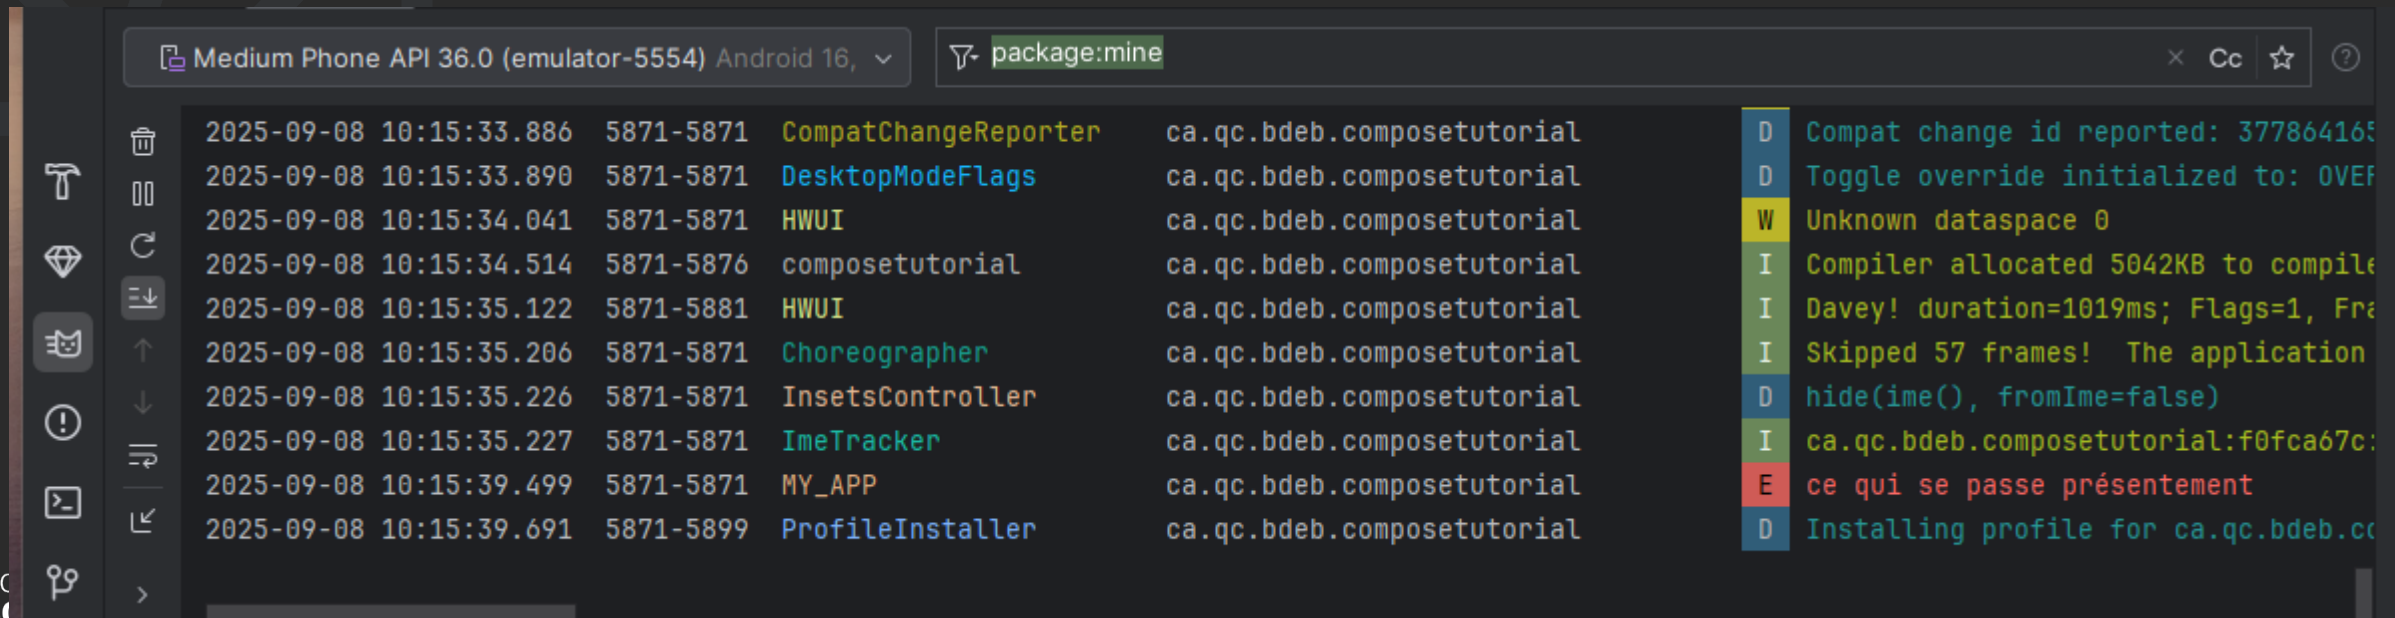 Medium Phone API 36.0 (emulator-5554) Android 16, package:mine Cc
2025-09-08 10:15:33.886 5871-5871 CompatChangeReporter ca.qc.bdeb.composetutorial D Compat change id reported: 377864165
2025-09-08 10:15:33.890 5871-5871 DesktopModeFlags ca.qc.bdeb.composetutorial D Toggle override initialized to: OVER
2025-09-08 10:15:34.041 5871-5871 HWUI ca.qc.bdeb.composetutorial W Unknown dataspace 0
2025-09-08 10:15:34.514 5871-5876 composetutorial ca.qc.bdeb.composetutorial I Compiler allocated 5042KB to compile
2025-09-08 10:15:35.122 5871-5881 HWUI ca.qc.bdeb.composetutorial I Davey! duration=1019ms; Flags=1, Fra
2025-09-08 10:15:35.206 5871-5871 Choreographer ca.qc.bdeb.composetutorial I Skipped 57 frames!  The application
2025-09-08 10:15:35.226 5871-5871 InsetsController ca.qc.bdeb.composetutorial D hide(ime(), fromIme=false)
2025-09-08 10:15:35.227 5871-5871 ImeTracker ca.qc.bdeb.composetutorial I ca.qc.bdeb.composetutorial:f0fca67c:
2025-09-08 10:15:39.499 5871-5871 MY_APP ca.qc.bdeb.composetutorial E ce qui se passe présentement
2025-09-08 10:15:39.691 5871-5899 ProfileInstaller ca.qc.bdeb.composetutorial D Installing profile for ca.qc.bdeb.co